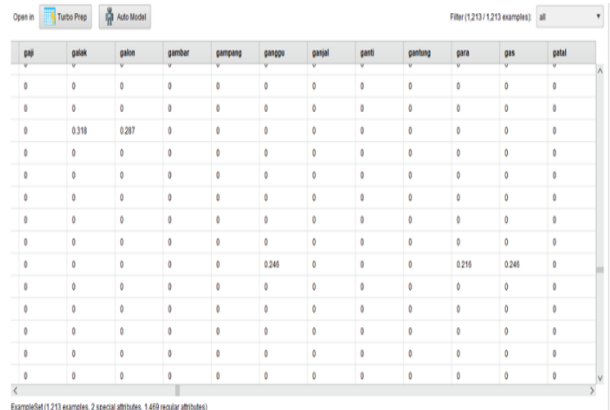 Open in Turbo Prep Auto Model Filter (1,213 / 1,213 examples): all
gaji galak galon gambar gampang ganggu ganjal ganti gantung gara gas gatal
0 0 0 0 0 0 0 0 0 0 0 0
0 0 0 0 0 0 0 0 0 0 0 0
0 0 0 0 0 0 0 0 0 0 0 0
0 0.318 0.287 0 0 0 0 0 0 0 0 0
0 0 0 0 0 0 0 0 0 0 0 0
0 0 0 0 0 0 0 0 0 0 0 0
0 0 0 0 0 0 0 0 0 0 0 0
0 0 0 0 0 0 0 0 0 0 0 0
0 0 0 0 0 0 0 0 0 0 0 0
0 0 0 0 0 0.246 0 0 0 0.216 0.246 0
0 0 0 0 0 0 0 0 0 0 0 0
0 0 0 0 0 0 0 0 0 0 0 0
0 0 0 0 0 0 0 0 0 0 0 0
0 0 0 0 0 0 0 0 0 0 0 0
0 0 0 0 0 0 0 0 0 0 0 0
ExampleSet (1,213 examples, 2 special attributes, 1,469 regular attributes)